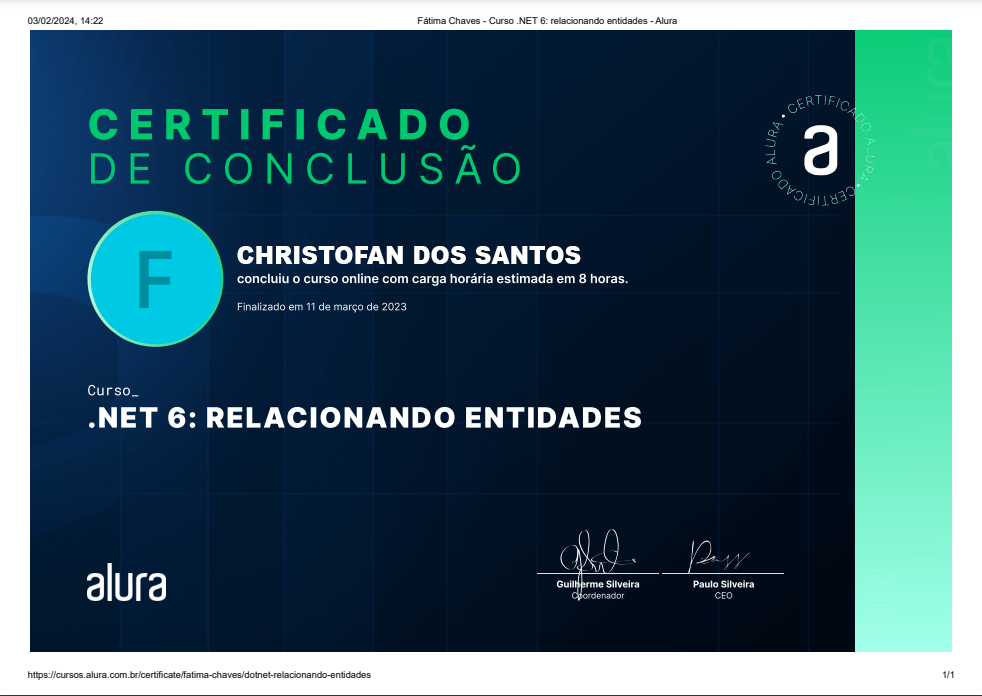 03/02/2024, 14:22
Fátima Chaves - Curso .NET 6: relacionando entidades - Alura
CERTIFICADO
DE CONCLUSÃO
CERTIFICADO ALURA • CERTIFICADO ALURA •
a
F
CHRISTOFAN DOS SANTOS
concluiu o curso online com carga horária estimada em 8 horas.
Finalizado em 11 de março de 2023
Curso_
.NET 6: RELACIONANDO ENTIDADES
alura
Guilherme Silveira
Coordenador
Paulo Silveira
CEO
https://cursos.alura.com.br/certificate/fatima-chaves/dotnet-relacionando-entidades
1/1